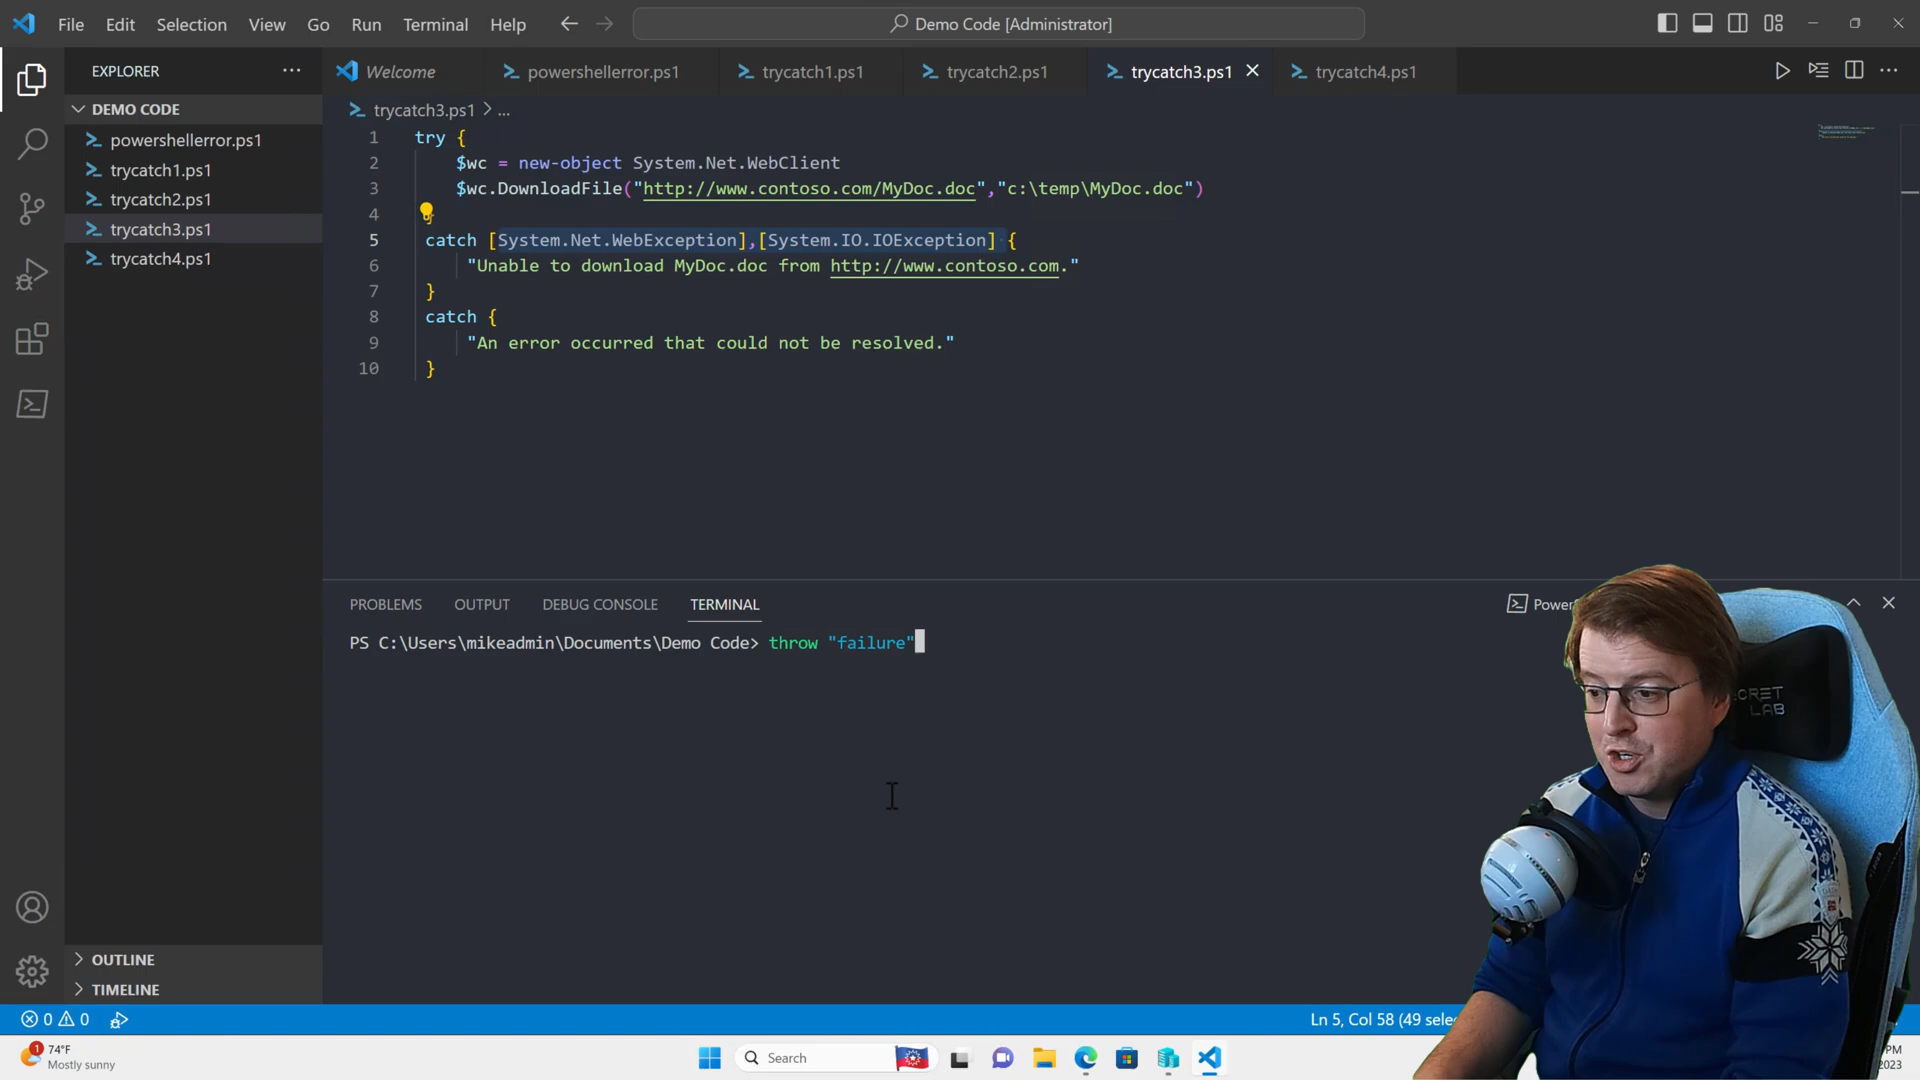 File Edit Selection View Go Run Terminal Help
Demo Code [Administrator]
EXPLORER
Welcome
powershellerror.ps1
trycatch1.ps1
trycatch2.ps1
trycatch3.ps1
trycatch4.ps1
DEMO CODE
powershellerror.ps1
trycatch1.ps1
trycatch2.ps1
trycatch3.ps1
trycatch4.ps1
trycatch3.ps1 > ...
1 try {
2 $wc = new-object System.Net.WebClient
3 $wc.DownloadFile("http://www.contoso.com/MyDoc.doc","c:\temp\MyDoc.doc")
4 }
5 catch [System.Net.WebException],[System.IO.IOException] {
6 "Unable to download MyDoc.doc from http://www.contoso.com."
7 }
8 catch {
9 "An error occurred that could not be resolved."
10 }
PROBLEMS OUTPUT DEBUG CONSOLE TERMINAL
PS C:\Users\mikeadmin\Documents\Demo Code> throw "failure"
LAB
OUTLINE
TIMELINE
0 0
Ln 5, Col 58 (49 sele
1
74°F
Mostly sunny
Search
PM
2023